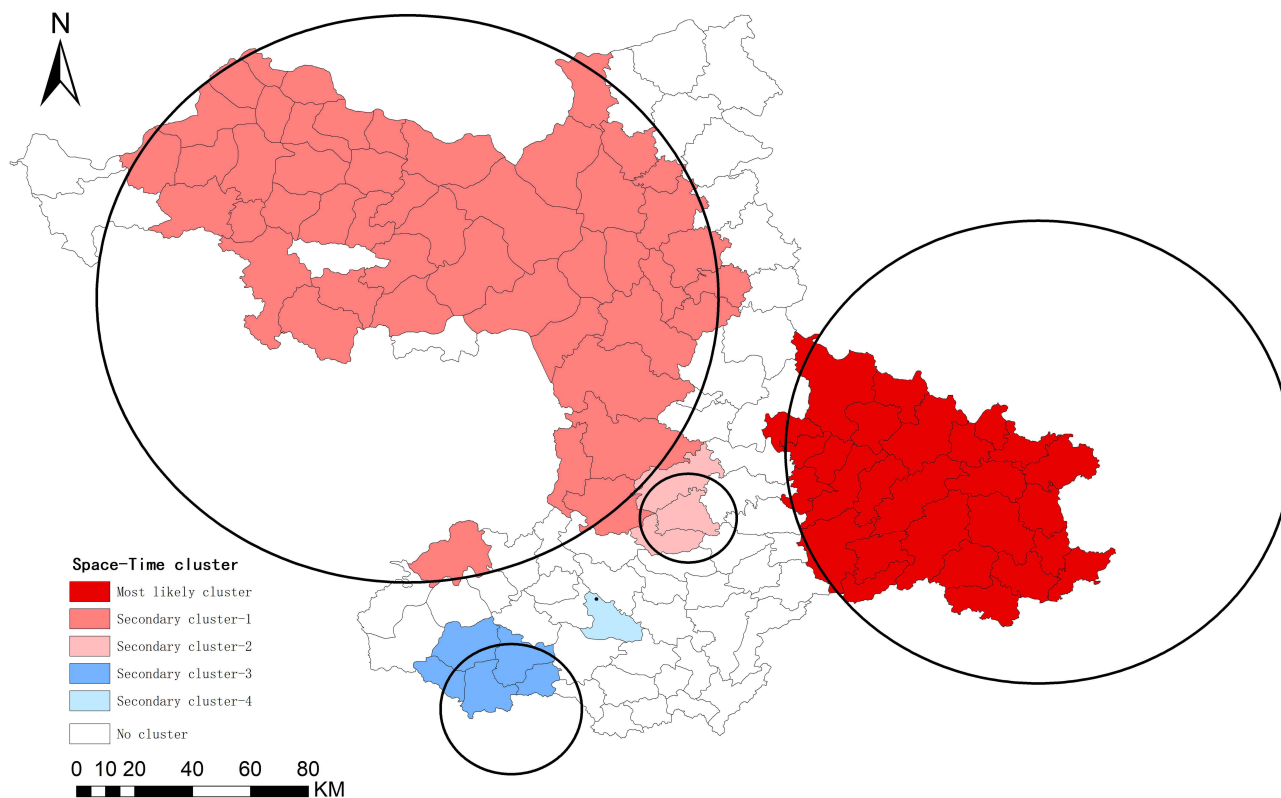 N
Space-Time cluster
Most likely cluster
Secondary cluster-1
Secondary cluster-2
Secondary cluster-3
Secondary cluster-4
No cluster
0 10 20 40 60 80
KM